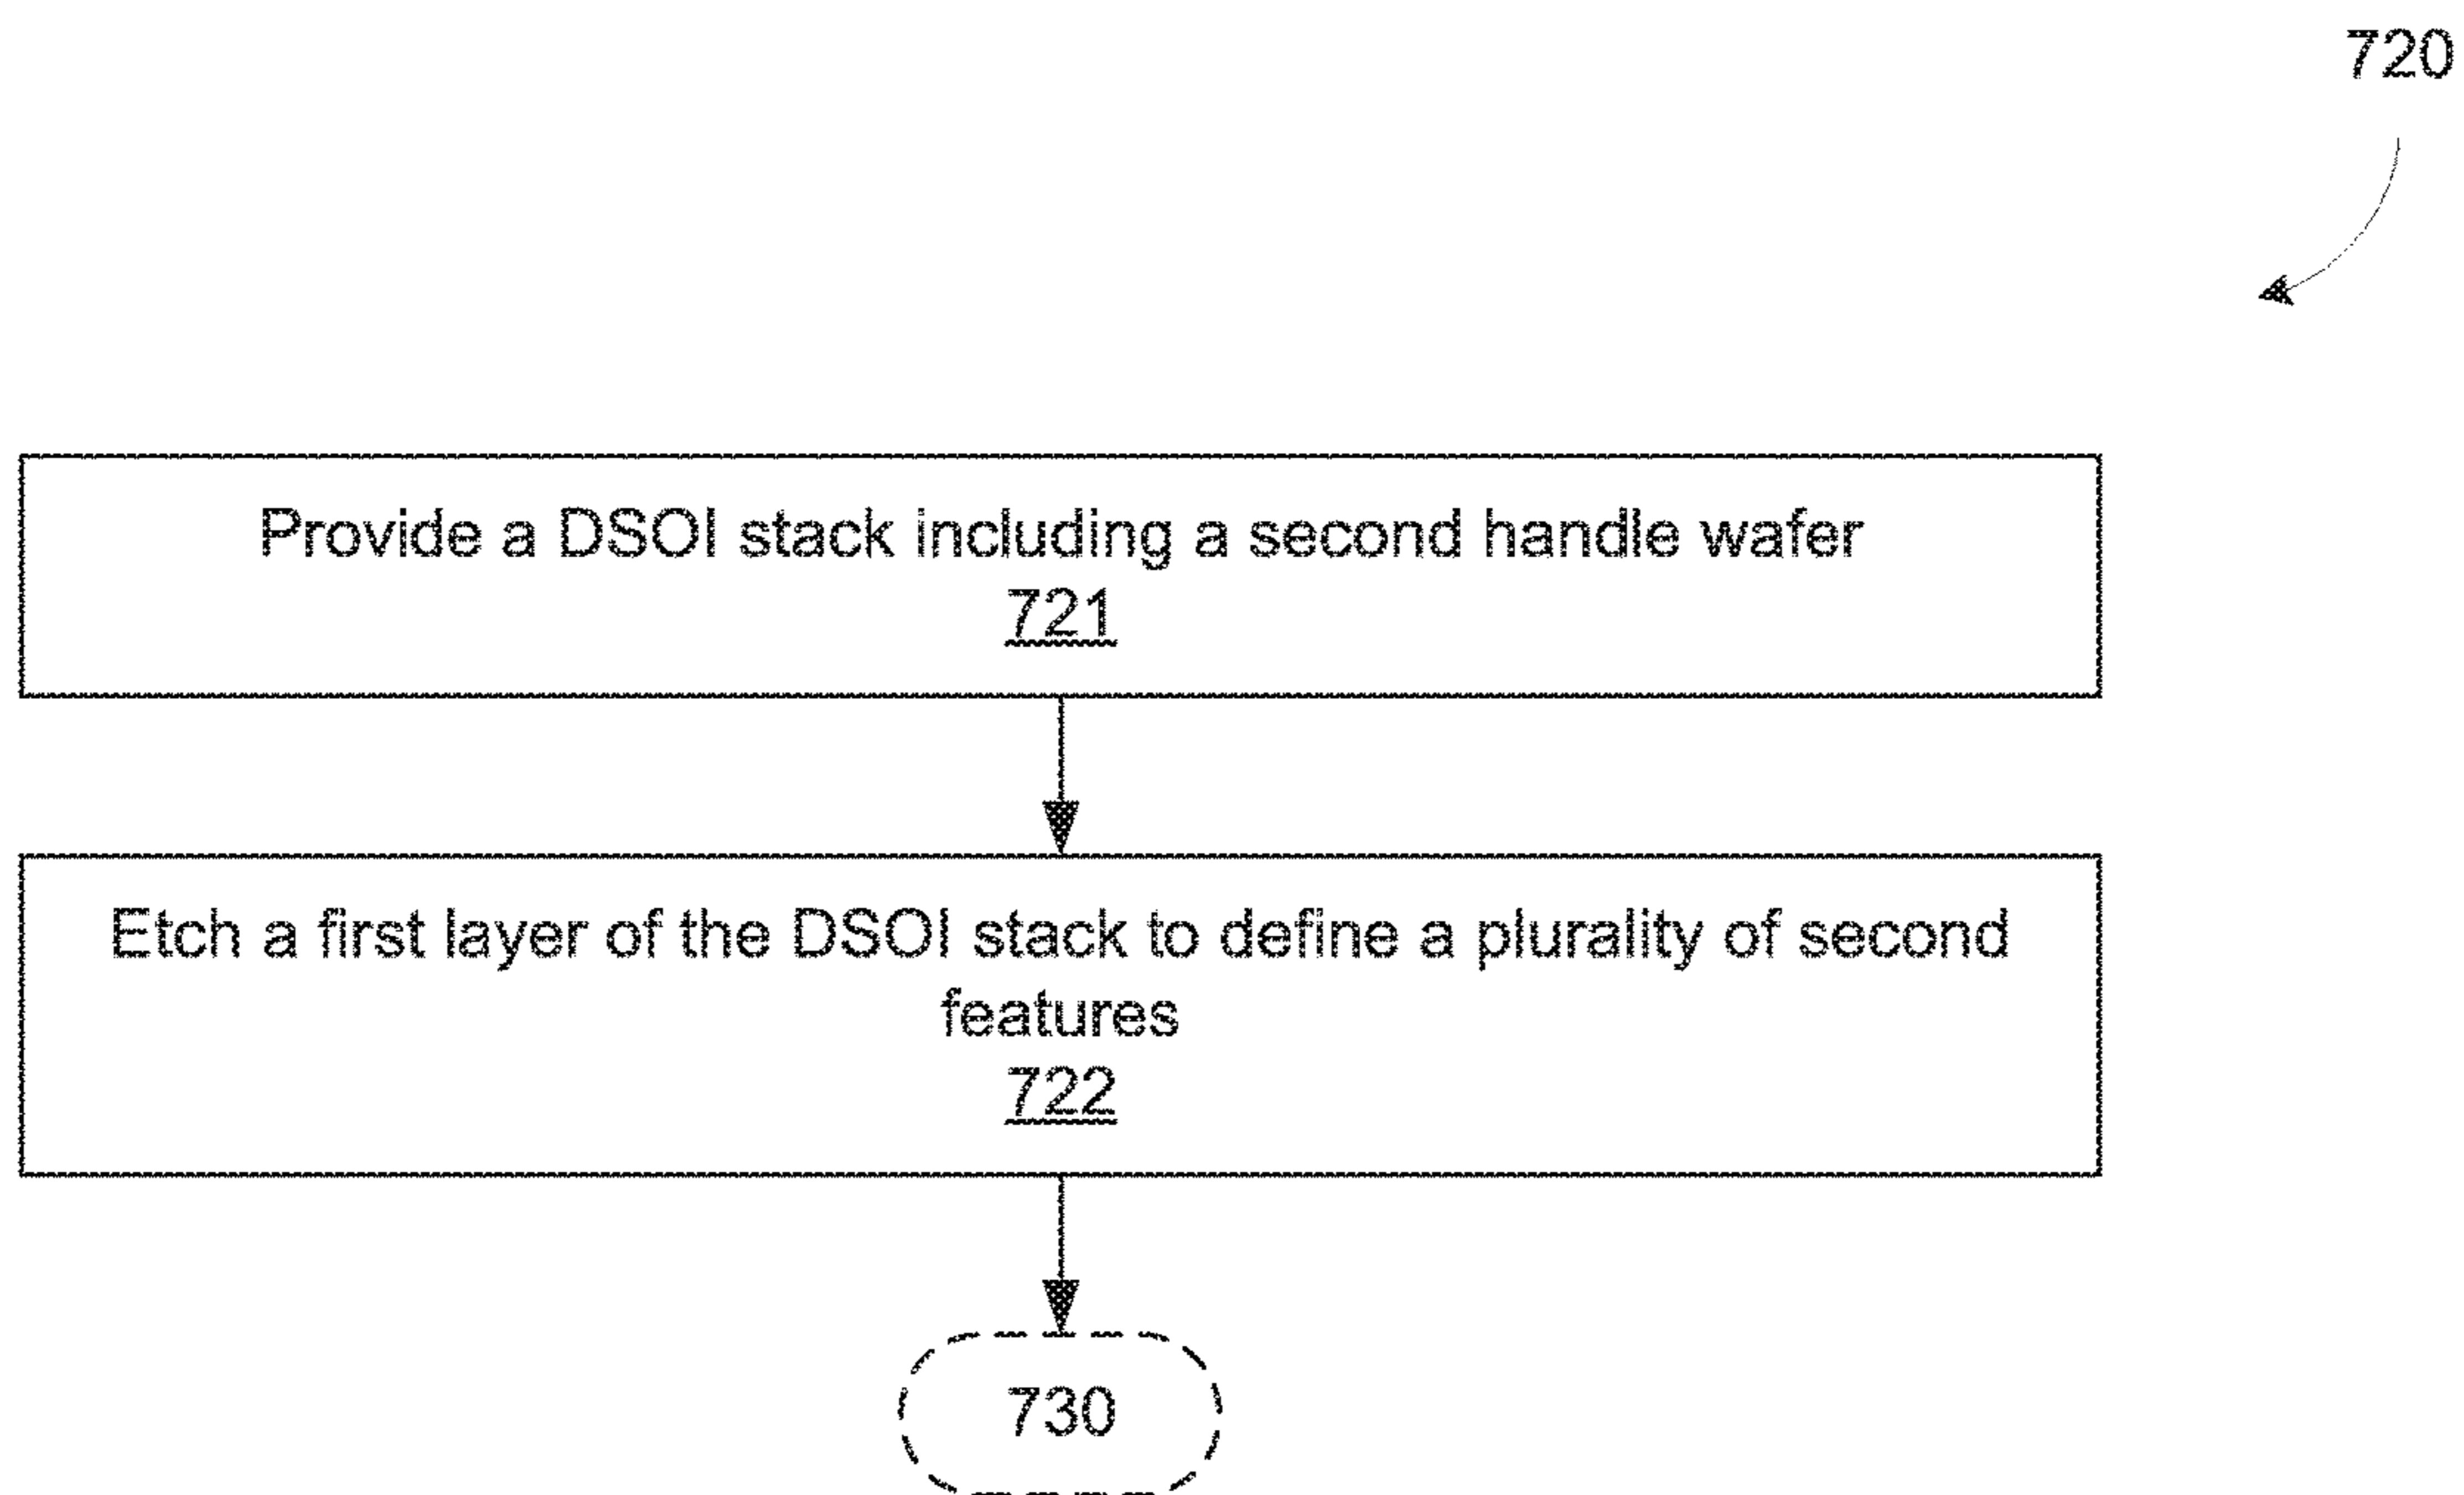 720
Provide a DSOI stack including a second handle wafer
721
Etch a first layer of the DSOI stack to define a plurality of second
features
722
730